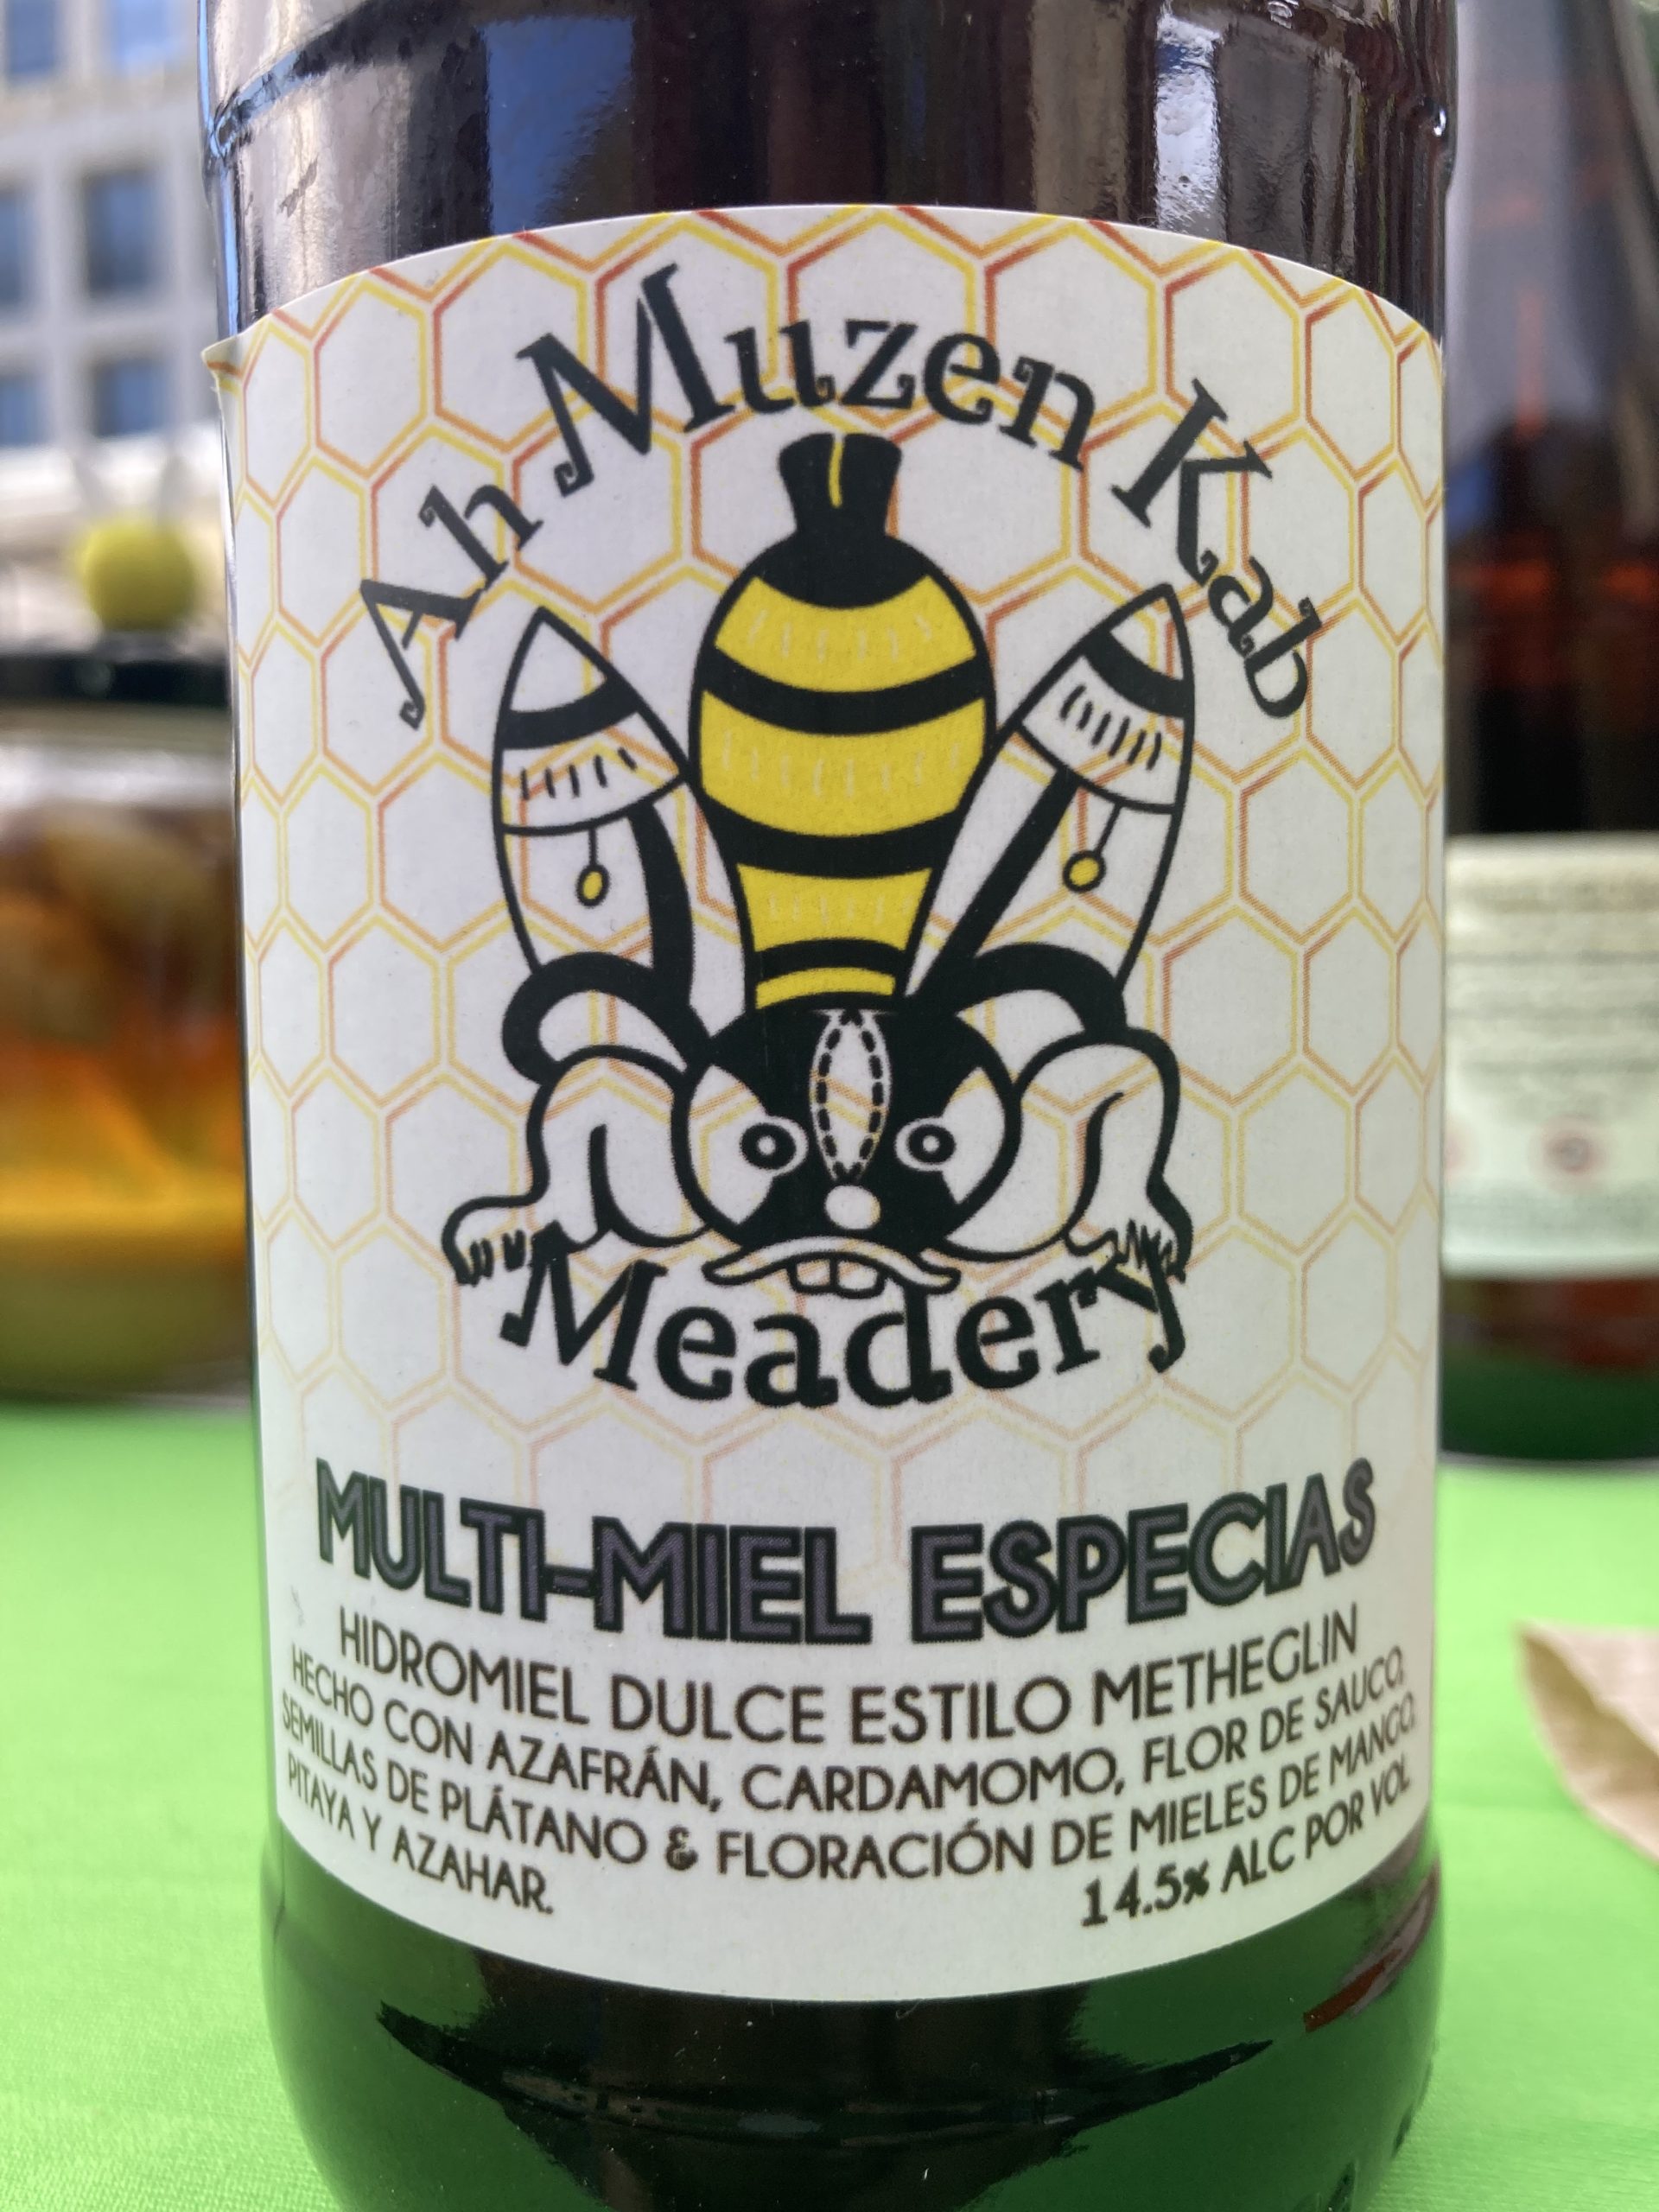 Ah Muzen Kab
Meadery
MULTI-MIEL ESPECIAS
HIDROMIEL DULCE ESTILO METHEGLIN
HECHO CON AZAFRÁN, CARDAMOMO, FLOR DE SAUCO,
SEMILLAS DE PLÁTANO & FLORACIÓN DE MIELES DE MANGO,
PITAYA Y AZAHAR.
14.5% ALC POR VOL